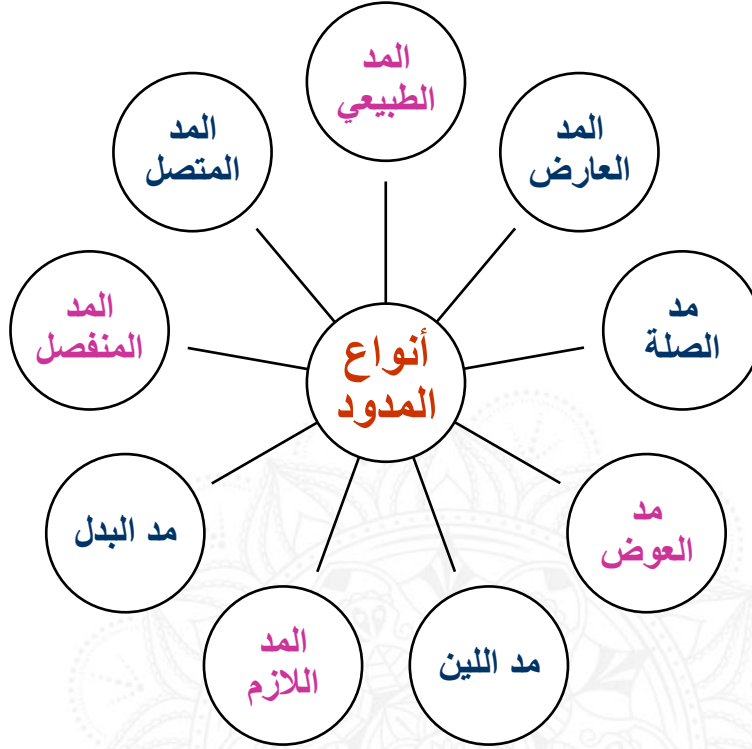 أنواع
المدود
المد
الطبيعي
المد
العارض
مد
الصلة
مد
العوض
مد اللين
المد
اللازم
مد البدل
المد
المنفصل
المد
المتصل